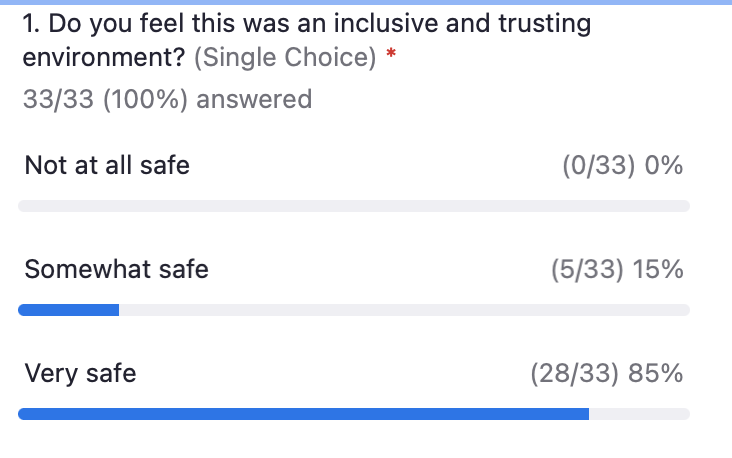 1. Do you feel this was an inclusive and trusting
environment? (Single Choice) *
33/33 (100%) answered
Not at all safe (0/33) 0%
Somewhat safe (5/33) 15%
Very safe (28/33) 85%